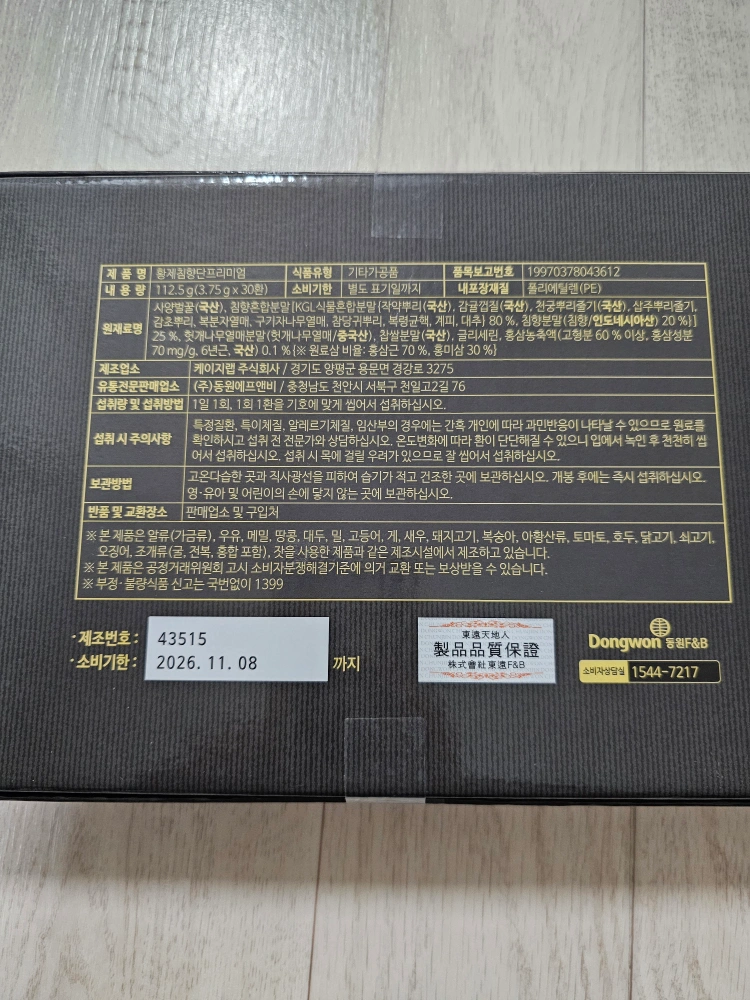 제 품 명 황제침향단프리미엄 식품유형 기타가공품 품목보고번호 19970378043612
내 용 량 112.5 g(3.75 g x 30환) 소비기한 별도 표기일까지 내포장재질 폴리에틸렌(PE)
원재료명 사양벌꿀(국산), 침향혼합분말[KGL식물혼합분말{작약뿌리(국산), 감귤껍질(국산), 천궁뿌리줄기(국산), 삽주뿌리줄기,
감초뿌리, 복분자열매, 구기자나무열매, 참당귀뿌리, 복령균핵, 계피, 대추} 80 %, 침향분말(침향/인도네시아산) 20 %]
25 %, 헛개나무열매분말(헛개나무열매/중국산), 찹쌀분말(국산), 글리세린, 홍삼농축액(고형분 60 % 이상, 홍삼성분
70 mg/g, 6년근, 국산) 0.1 %{※ 원료삼 비율: 홍삼근 70 %, 홍미삼 30 %}
제조업소 케이지랩 주식회사 / 경기도 양평군 용문면 경강로 3275
유통전문판매업소 (주)동원에프앤비 / 충청남도 천안시 서북구 천일고2길 76
섭취량 및 섭취방법 1일 1회, 1회 1환을 기호에 맞게 씹어서 섭취하십시오.
섭취 시 주의사항 특정질환, 특이체질, 알레르기체질, 임산부의 경우에는 간혹 개인에 따라 과민반응이 나타날 수 있으므로 원료를
확인하시고 섭취 전 전문가와 상담하십시오. 온도변화에 따라 환이 단단해질 수 있으니 입에서 녹인 후 천천히 씹
어서 섭취하십시오. 섭취 시 목에 걸릴 우려가 있으므로 잘 씹어서 섭취하십시오.
보관방법 고온다습한 곳과 직사광선을 피하여 습기가 적고 건조한 곳에 보관하십시오. 개봉 후에는 즉시 섭취하십시오.
영·유아 및 어린이의 손에 닿지 않는 곳에 보관하십시오.
반품 및 교환장소 판매업소 및 구입처
※ 본 제품은 알류(가금류), 우유, 메밀, 땅콩, 대두, 밀, 고등어, 게, 새우, 돼지고기, 복숭아, 아황산류, 토마토, 호두, 닭고기, 쇠고기,
오징어, 조개류(굴, 전복, 홍합 포함), 잣을 사용한 제품과 같은 제조시설에서 제조하고 있습니다.
※ 본 제품은 공정거래위원회 고시 소비자분쟁해결기준에 의거 교환 또는 보상받을 수 있습니다.
※ 부정·불량식품 신고는 국번없이 1399
·제조번호 : 43515
·소비기한 : 2026. 11. 08 까지
東遠天地人
製品品質保證
株式會社東遠F&B
Dongwon 동원F&B
소비자상담실 1544-7217